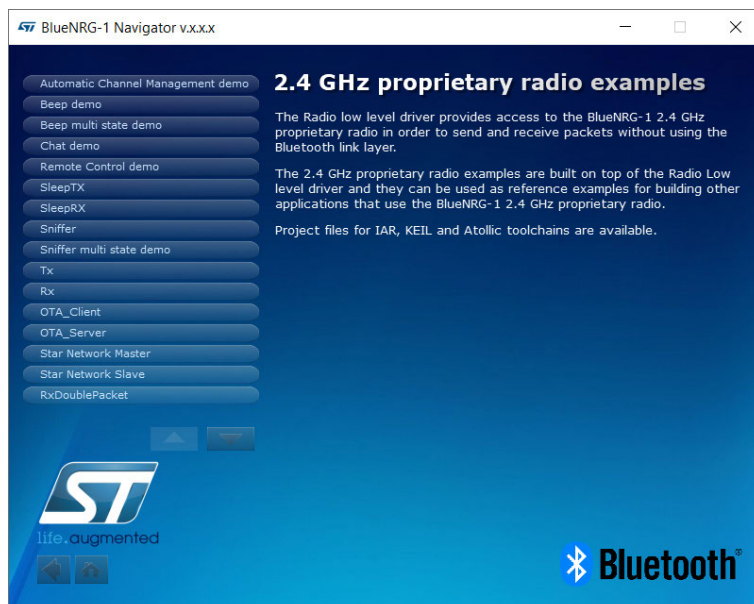 BlueNRG-1 Navigator v.x.x.x
Automatic Channel Management demo
Beep demo
Beep multi state demo
Chat demo
Remote Control demo
SleepTX
SleepRX
Sniffer
Sniffer multi state demo
Tx
Rx
OTA_Client
OTA_Server
Star Network Master
Star Network Slave
RxDoublePacket
2.4 GHz proprietary radio examples
The Radio low level driver provides access to the BlueNRG-1 2.4 GHz
proprietary radio in order to send and receive packets without using the
Bluetooth link layer.
The 2.4 GHz proprietary radio examples are built on top of the Radio Low
level driver and they can be used as reference examples for building other
applications that use the BlueNRG-1 2.4 GHz proprietary radio.
Project files for IAR, KEIL and Atollic toolchains are available.
ST
life.augmented
Bluetooth®